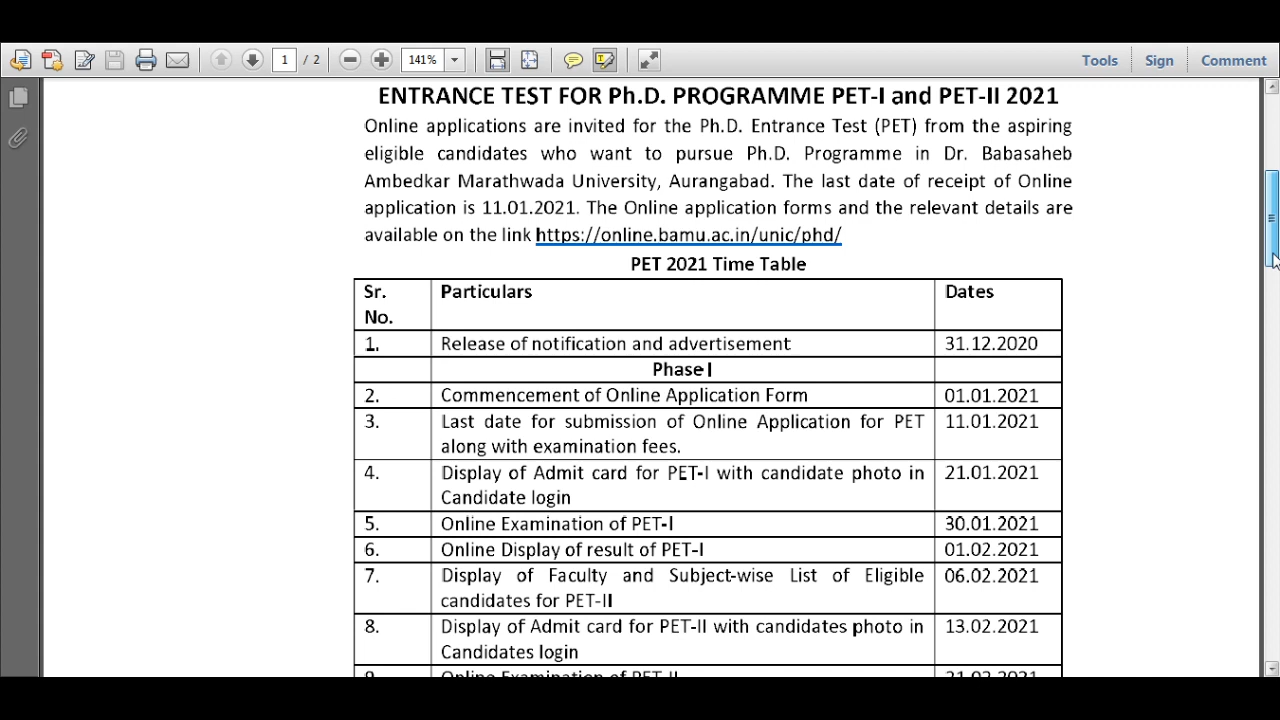 1 / 2
141%
Tools
Sign
Comment
ENTRANCE TEST FOR Ph.D. PROGRAMME PET-I and PET-II 2021
Online applications are invited for the Ph.D. Entrance Test (PET) from the aspiring
eligible candidates who want to pursue Ph.D. Programme in Dr. Babasaheb
Ambedkar Marathwada University, Aurangabad. The last date of receipt of Online
application is 11.01.2021. The Online application forms and the relevant details are
available on the link https://online.bamu.ac.in/unic/phd/
PET 2021 Time Table
Sr. No. Particulars Dates
1. Release of notification and advertisement 31.12.2020
Phase I
2. Commencement of Online Application Form 01.01.2021
3. Last date for submission of Online Application for PET 11.01.2021
along with examination fees.
4. Display of Admit card for PET-I with candidate photo in 21.01.2021
Candidate login
5. Online Examination of PET-I 30.01.2021
6. Online Display of result of PET-I 01.02.2021
7. Display of Faculty and Subject-wise List of Eligible 06.02.2021
candidates for PET-II
8. Display of Admit card for PET-II with candidates photo in 13.02.2021
Candidates login
Online Examination of PET-II